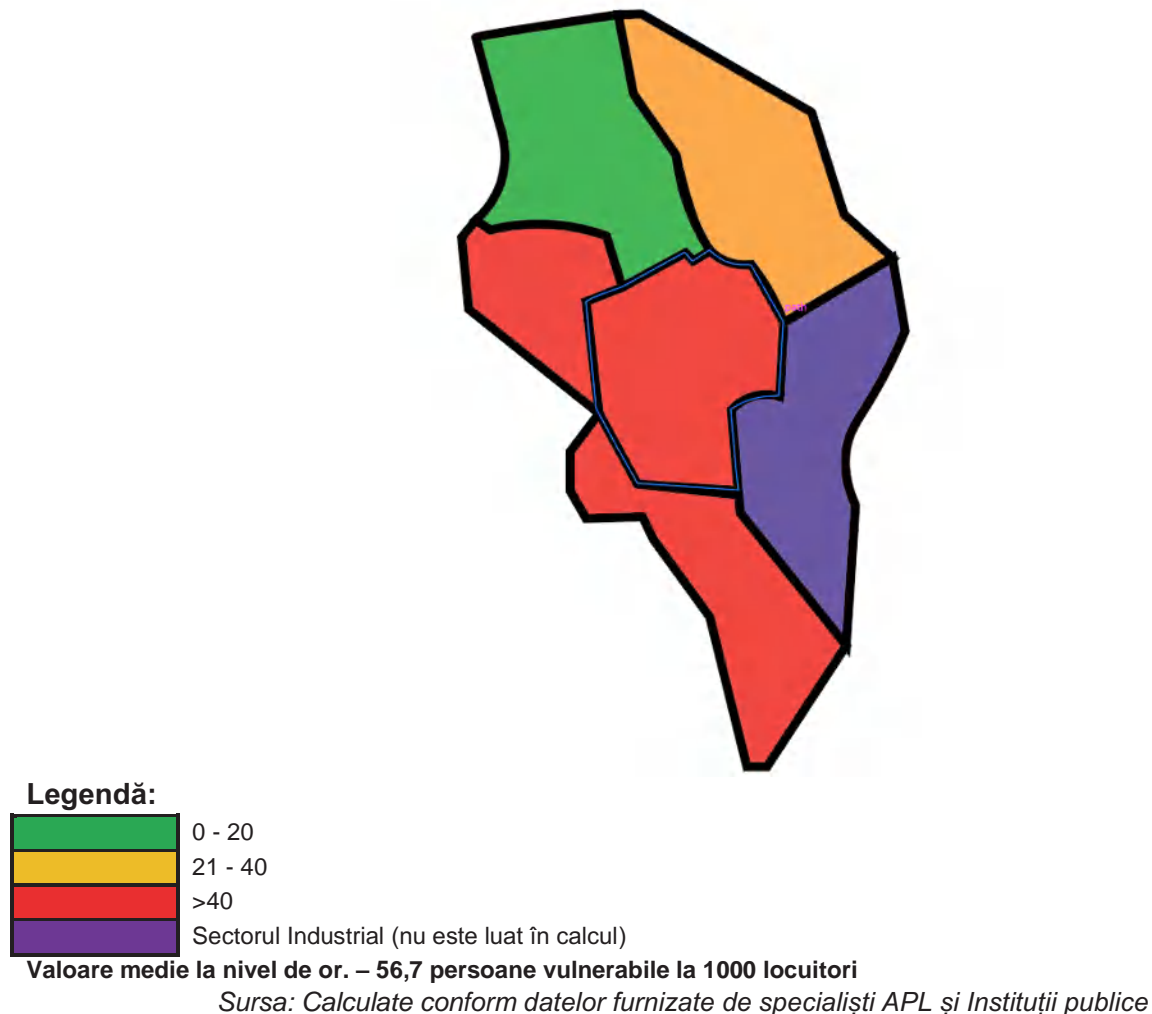 Legendă:
0 - 20
21 - 40
>40
Sectorul Industrial (nu este luat în calcul)
Valoare medie la nivel de or. – 56,7 persoane vulnerabile la 1000 locuitori
Sursa: Calculate conform datelor furnizate de specialiști APL și Instituții publice